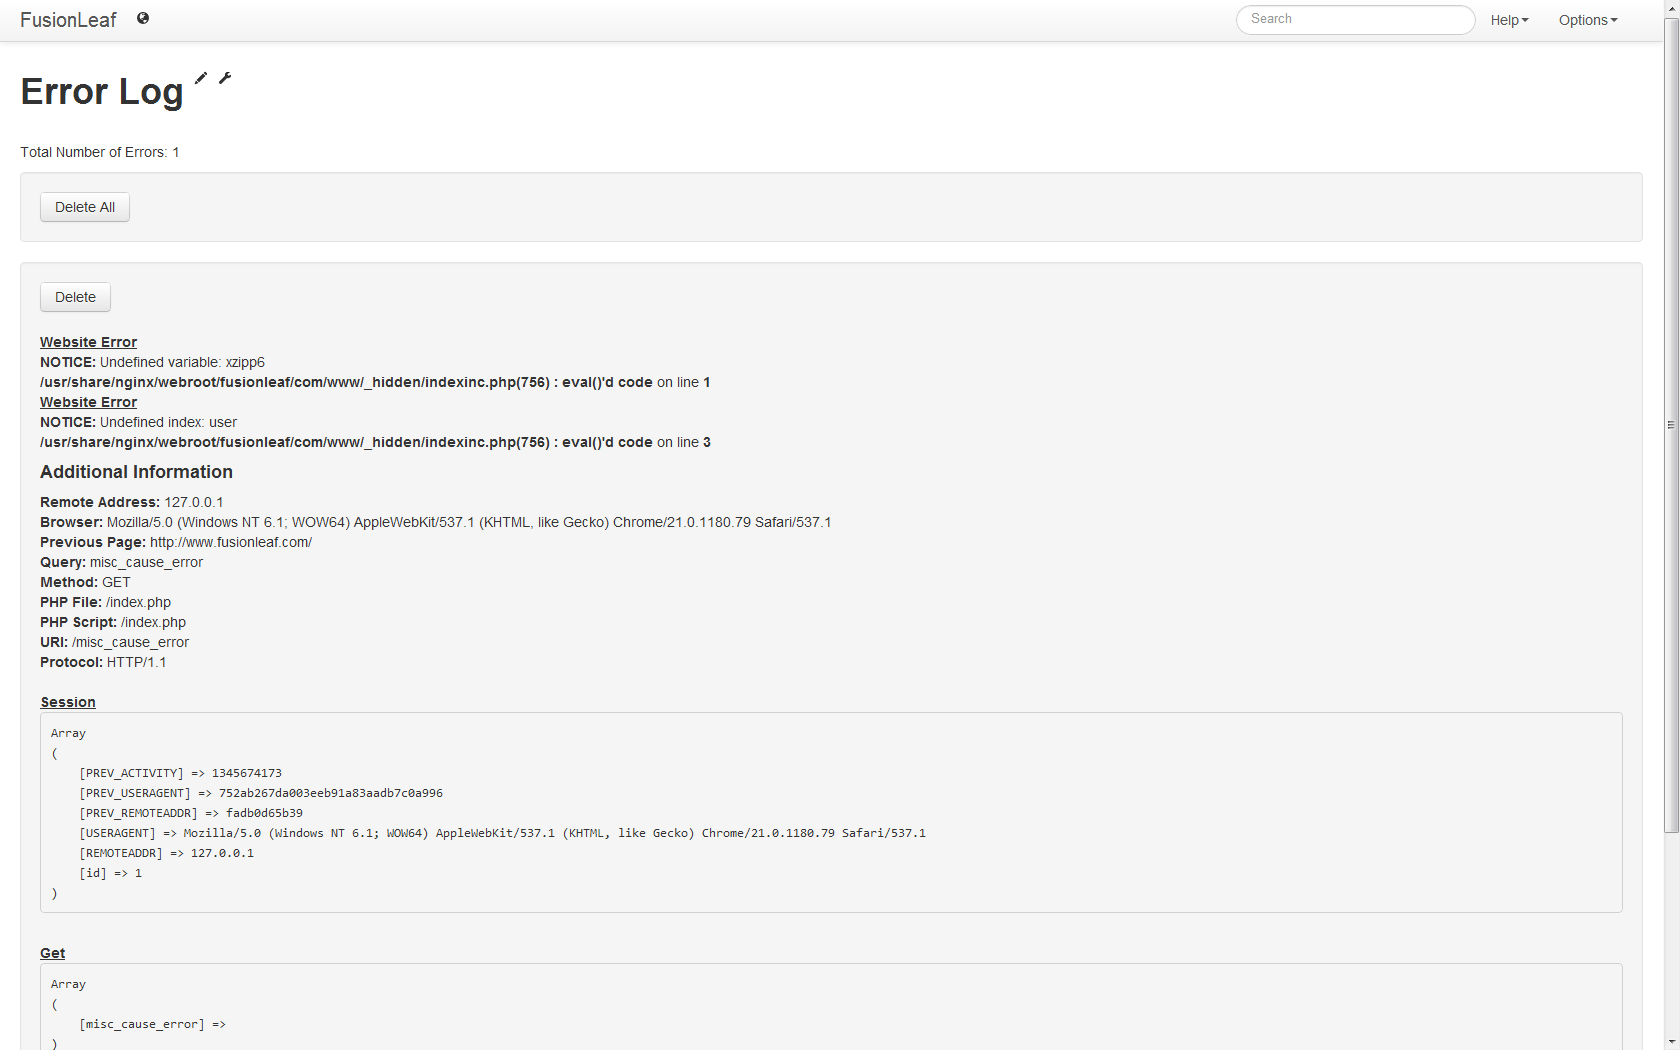 FusionLeaf
Search
Help
Options
Error Log
Total Number of Errors: 1
Delete All
Delete
Website Error
NOTICE: Undefined variable: xzipp6
/usr/share/nginx/webroot/fusionleaf/com/www/_hidden/indexinc.php(756) : eval()'d code on line 1
Website Error
NOTICE: Undefined index: user
/usr/share/nginx/webroot/fusionleaf/com/www/_hidden/indexinc.php(756) : eval()'d code on line 3
Additional Information
Remote Address: 127.0.0.1
Browser: Mozilla/5.0 (Windows NT 6.1; WOW64) AppleWebKit/537.1 (KHTML, like Gecko) Chrome/21.0.1180.79 Safari/537.1
Previous Page: http://www.fusionleaf.com/
Query: misc_cause_error
Method: GET
PHP File: /index.php
PHP Script: /index.php
URI: /misc_cause_error
Protocol: HTTP/1.1
Session
Array
(
    [PREV_ACTIVITY] => 1345674173
    [PREV_USERAGENT] => 752ab267da003eeb91a83aadb7c0a996
    [PREV_REMOTEADDR] => fadb0d65b39
    [USERAGENT] => Mozilla/5.0 (Windows NT 6.1; WOW64) AppleWebKit/537.1 (KHTML, like Gecko) Chrome/21.0.1180.79 Safari/537.1
    [REMOTEADDR] => 127.0.0.1
    [id] => 1
)
Get
Array
(
    [misc_cause_error] =>
)